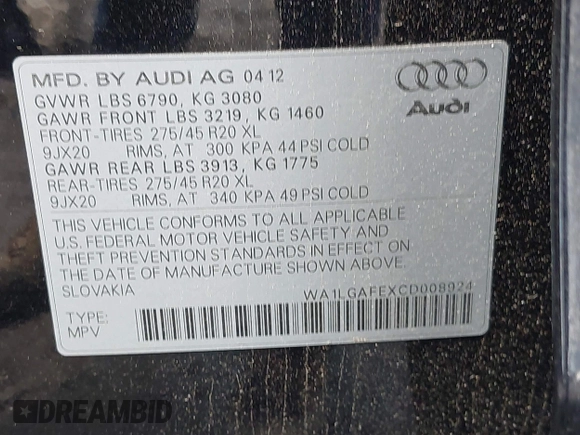 MFD. BY AUDI AG 04 12
GVWR LBS 6790, KG 3080
GAWR FRONT LBS 3219, KG 1460
FRONT-TIRES 275/45 R20 XL
9JX20 RIMS, AT 300 KPA 44 PSI COLD
GAWR REAR LBS 3913, KG 1775
REAR-TIRES 275/45 R20 XL
9JX20 RIMS, AT 340 KPA 49 PSI COLD
Audi
THIS VEHICLE CONFORMS TO ALL APPLICABLE
U.S. FEDERAL MOTOR VEHICLE SAFETY AND
THEFT PREVENTION STANDARDS IN EFFECT ON
THE DATE OF MANUFACTURE SHOWN ABOVE.
SLOVAKIA
WA1LGAFEXCD008924
TYPE:
MPV
DREAMBID